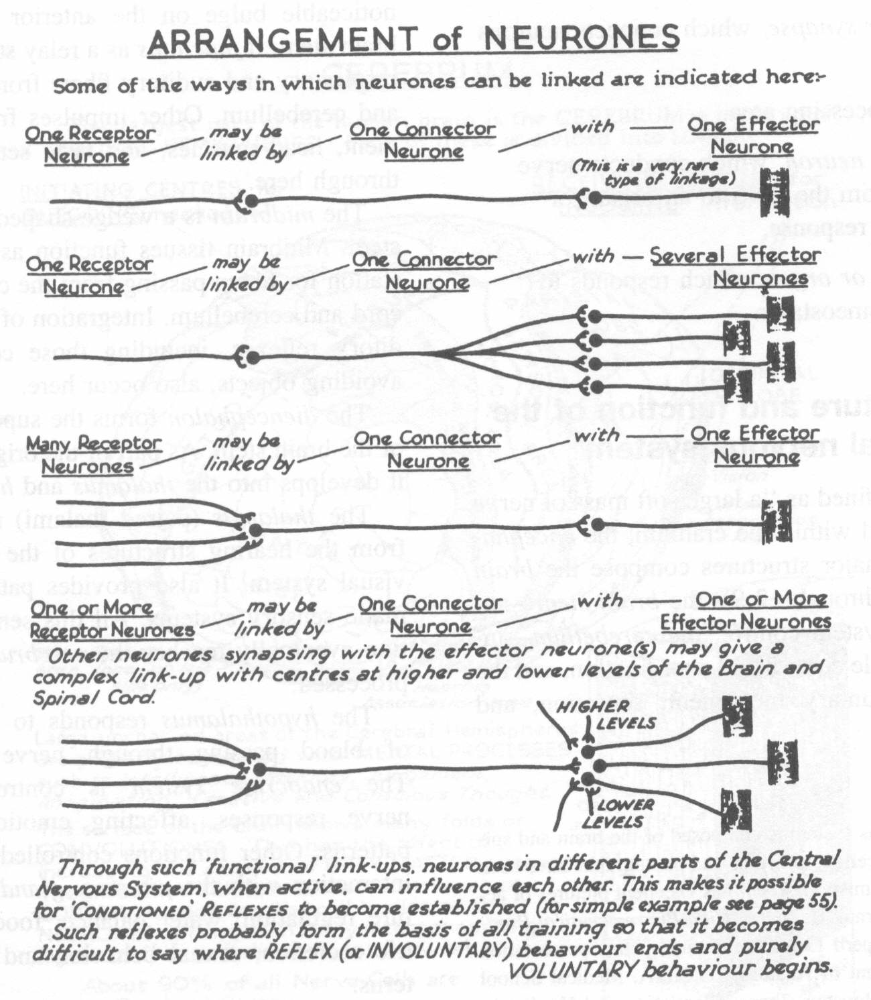 ARRANGEMENT of NEURONES
Some of the ways in which neurones can be linked are indicated here:-
One Receptor Neurone — may be linked by — One Connector Neurone — with — One Effector Neurone
(This is a very rare type of linkage)
One Receptor Neurone — may be linked by — One Connector Neurone — with — Several Effector Neurones
Many Receptor Neurones — may be linked by — One Connector Neurone — with — One Effector Neurone
One or More Receptor Neurones — may be linked by — One Connector Neurone — with — One or More Effector Neurones
Other neurones synapsing with the effector neurone(s) may give a
complex link-up with centres at higher and lower levels of the Brain and
Spinal Cord.
HIGHER
LEVELS
LOWER
LEVELS
Through such 'functional' link-ups, neurones in different parts of the Central
Nervous System, when active, can influence each other. This makes it possible
for 'CONDITIONED' REFLEXES to become established (for simple example see page 55).
Such reflexes probably form the basis of all training so that it becomes
difficult to say where REFLEX (or INVOLUNTARY) behaviour ends and purely
VOLUNTARY behaviour begins.